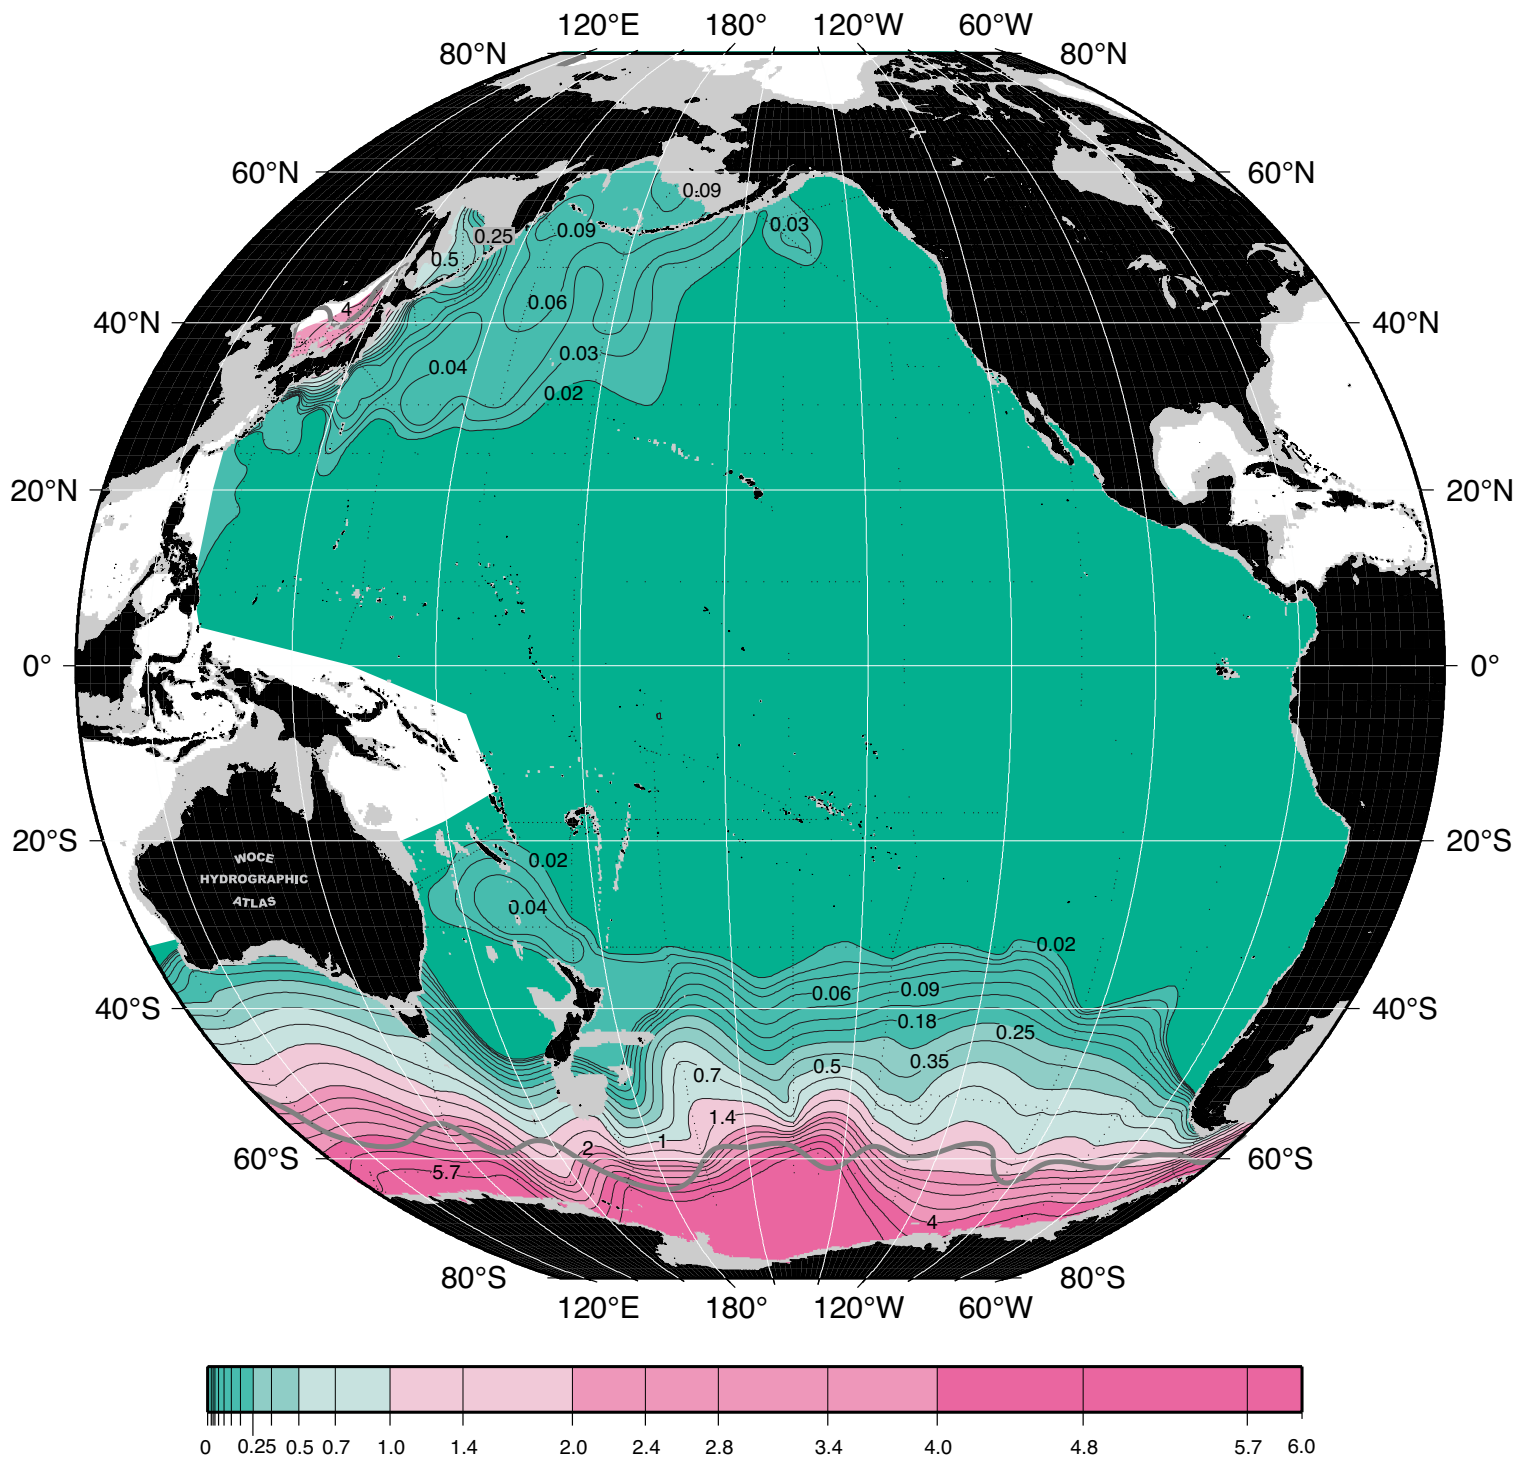 120°E 180° 120°W 60°W
80°N 80°N
60°N 60°N
0.09
0.03
0.09
0.25
0.5
0.06
4
40°N 40°N
0.03
0.04
0.02
20°N 20°N
0° 0°
20°S 20°S
WOCE
HYDROGRAPHIC
ATLAS
0.02
0.04
0.02
0.06 0.09
40°S 40°S
0.18
0.25
0.35
0.5
0.7
1.4
1
2
60°S 60°S
5.7
4
80°S 80°S
120°E 180° 120°W 60°W
0 0.25 0.5 0.7 1.0 1.4 2.0 2.4 2.8 3.4 4.0 4.8 5.7 6.0